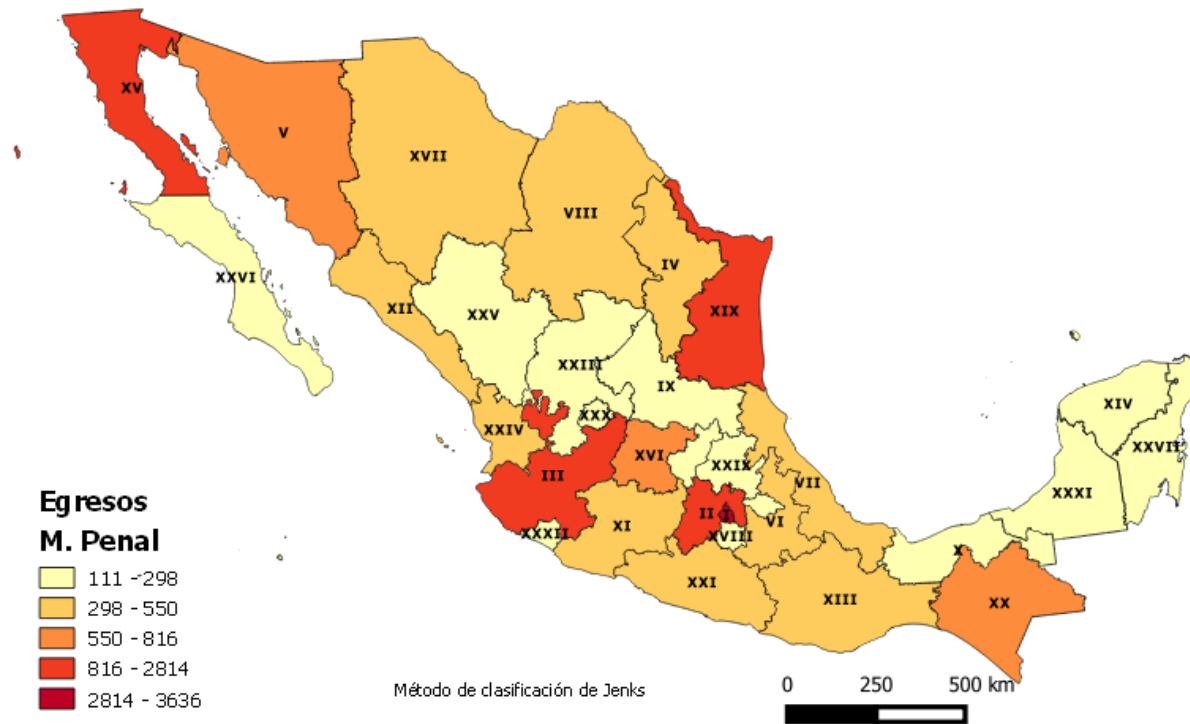 XV
V
XVII
VIII
IV
XXVI
XII
XXV
XIX
XXIII
IX
XXX
XXIV
XVI
XXIX
III
VII
XIV
XXVII
XXXI
II
I
VI
XI
XXXII
XVIII
X
XXI
XIII
XX
Egresos
M. Penal
111 - 298
298 - 550
550 - 816
816 - 2814
2814 - 3636
Método de clasificación de Jenks
0 250 500 km